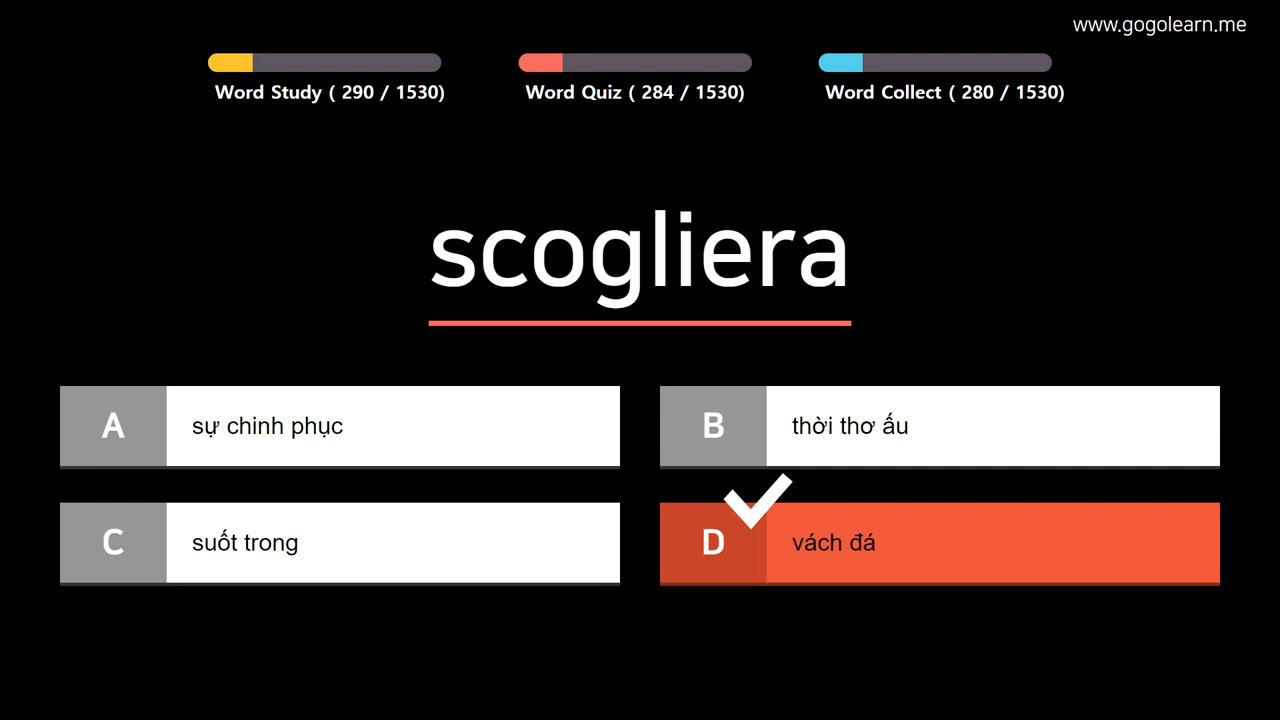 www.gogolearn.me
Word Study ( 290 / 1530)
Word Quiz ( 284 / 1530)
Word Collect ( 280 / 1530)
scogliera
A sự chinh phục
B thời thơ ấu
C suốt trong
D vách đá